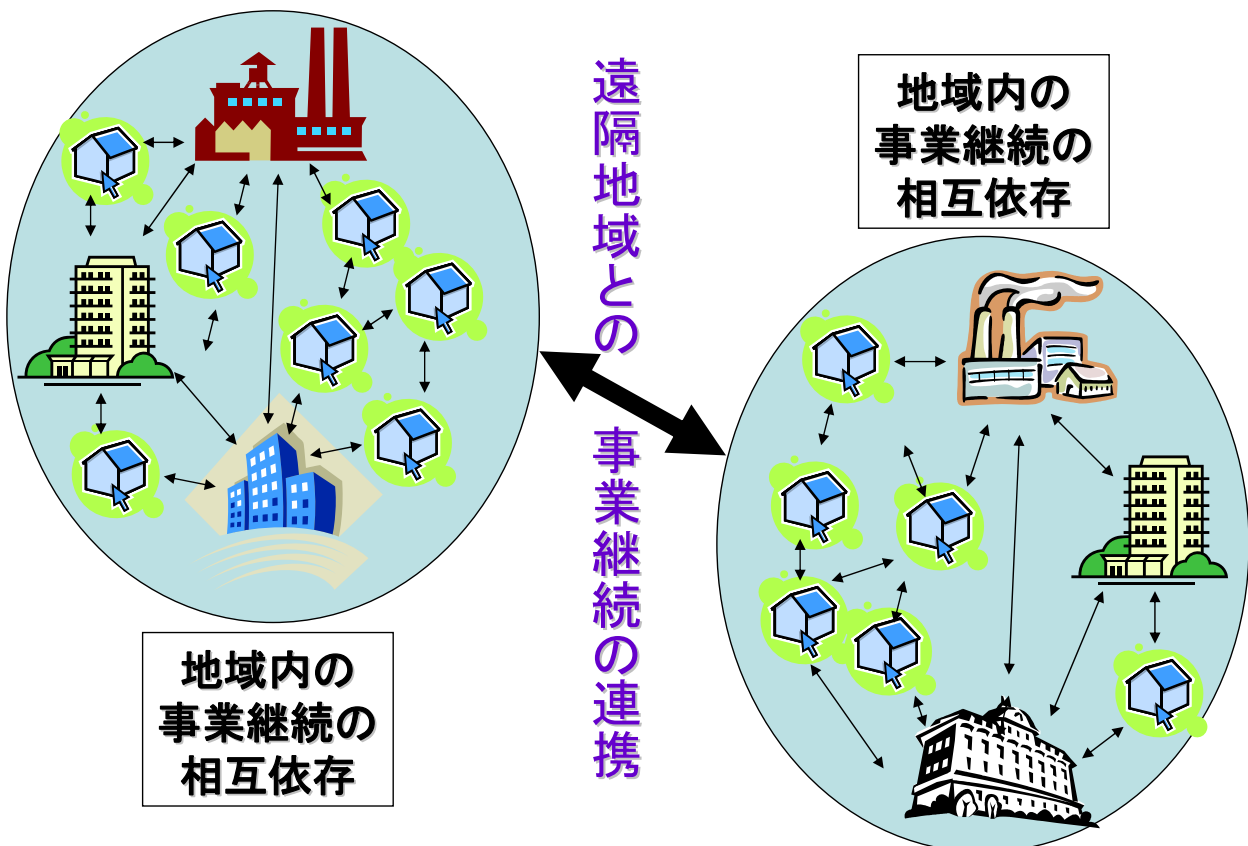 遠隔地域との　事業継続の連携
地域内の
事業継続の
相互依存
地域内の
事業継続の
相互依存